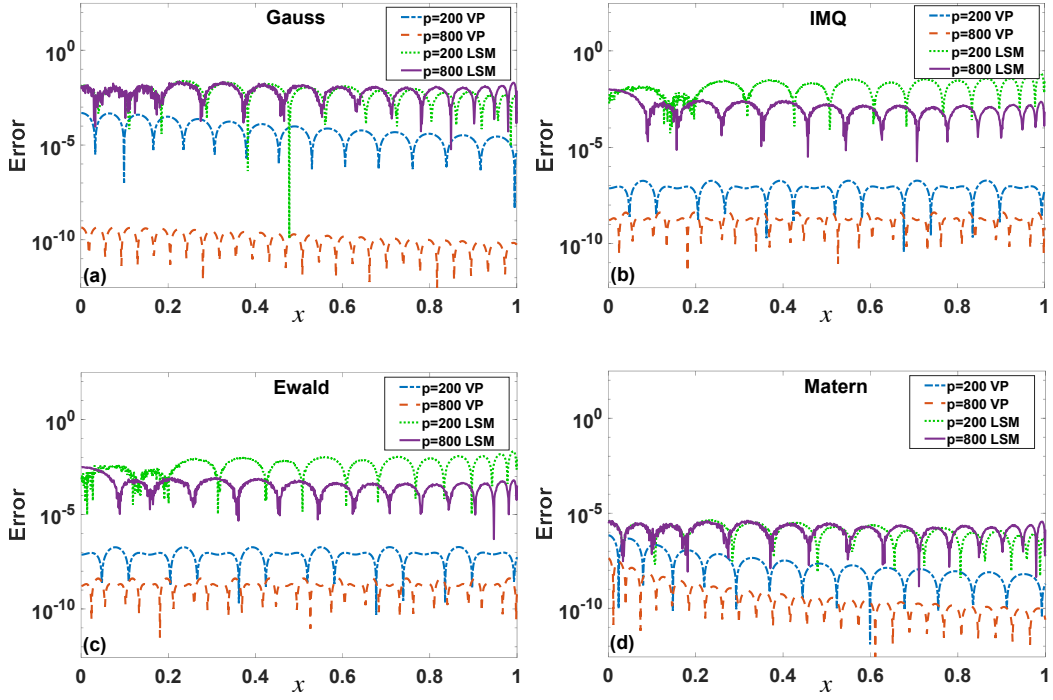 Gauss
p=200 VP
p=800 VP
p=200 LSM
p=800 LSM
10^0
10^-5
10^-10
Error
(a)
0 0.2 0.4 0.6 0.8 1
x
IMQ
p=200 VP
p=800 VP
p=200 LSM
p=800 LSM
10^0
10^-5
10^-10
Error
(b)
0 0.2 0.4 0.6 0.8 1
x
Ewald
p=200 VP
p=800 VP
p=200 LSM
p=800 LSM
10^0
10^-5
10^-10
Error
(c)
0 0.2 0.4 0.6 0.8 1
x
Matern
p=200 VP
p=800 VP
p=200 LSM
p=800 LSM
10^0
10^-5
10^-10
Error
(d)
0 0.2 0.4 0.6 0.8 1
x